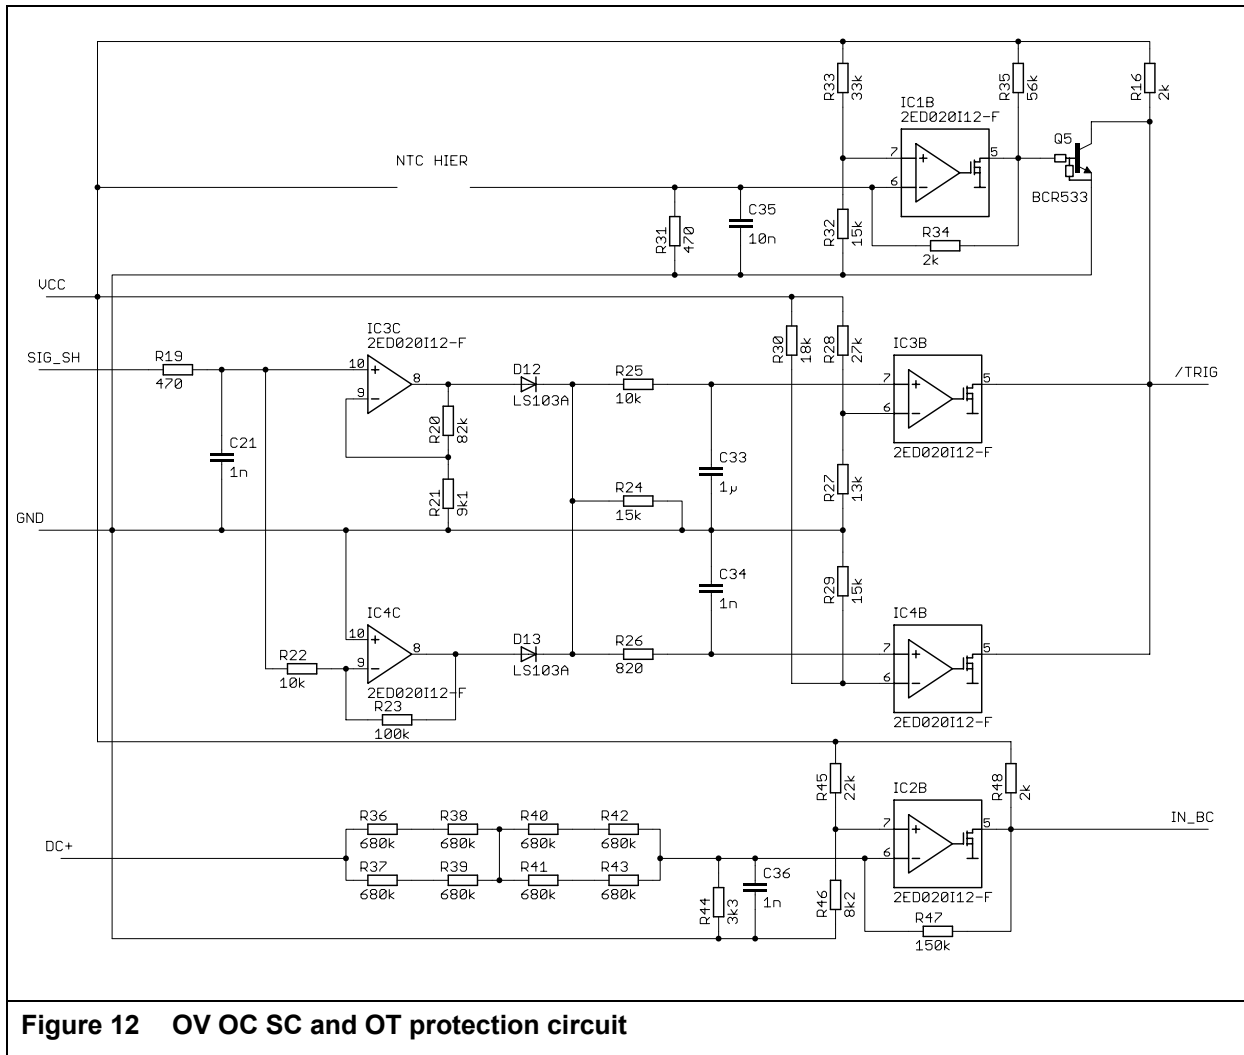 R33
33k
IC1B
2ED020I12-F
R35
56k
R16
2k
7
6
5
Q5
BCR533
NTC HIER
R31
470
C35
10n
R32
15k
R34
2k
VCC
SIG_SH
R19
470
IC3C
2ED020I12-F
10
9
8
D12
LS103A
R25
10k
R30
18k
R28
27k
IC3B
7
6
5
2ED020I12-F
/TRIG
C21
1n
R20
82k
R21
9k1
C33
1µ
R24
15k
R27
13k
GND
C34
1n
R29
15k
IC4C
10
9
8
2ED020I12-F
R22
10k
R23
100k
D13
LS103A
R26
820
IC4B
7
6
5
2ED020I12-F
R45
22k
IC2B
R48
2k
7
6
5
2ED020I12-F
IN_BC
DC+
R36
680k
R38
680k
R40
680k
R42
680k
R37
680k
R39
680k
R41
680k
R43
680k
R44
3k3
C36
1n
R46
8k2
R47
150k
Figure 12 OV OC SC and OT protection circuit